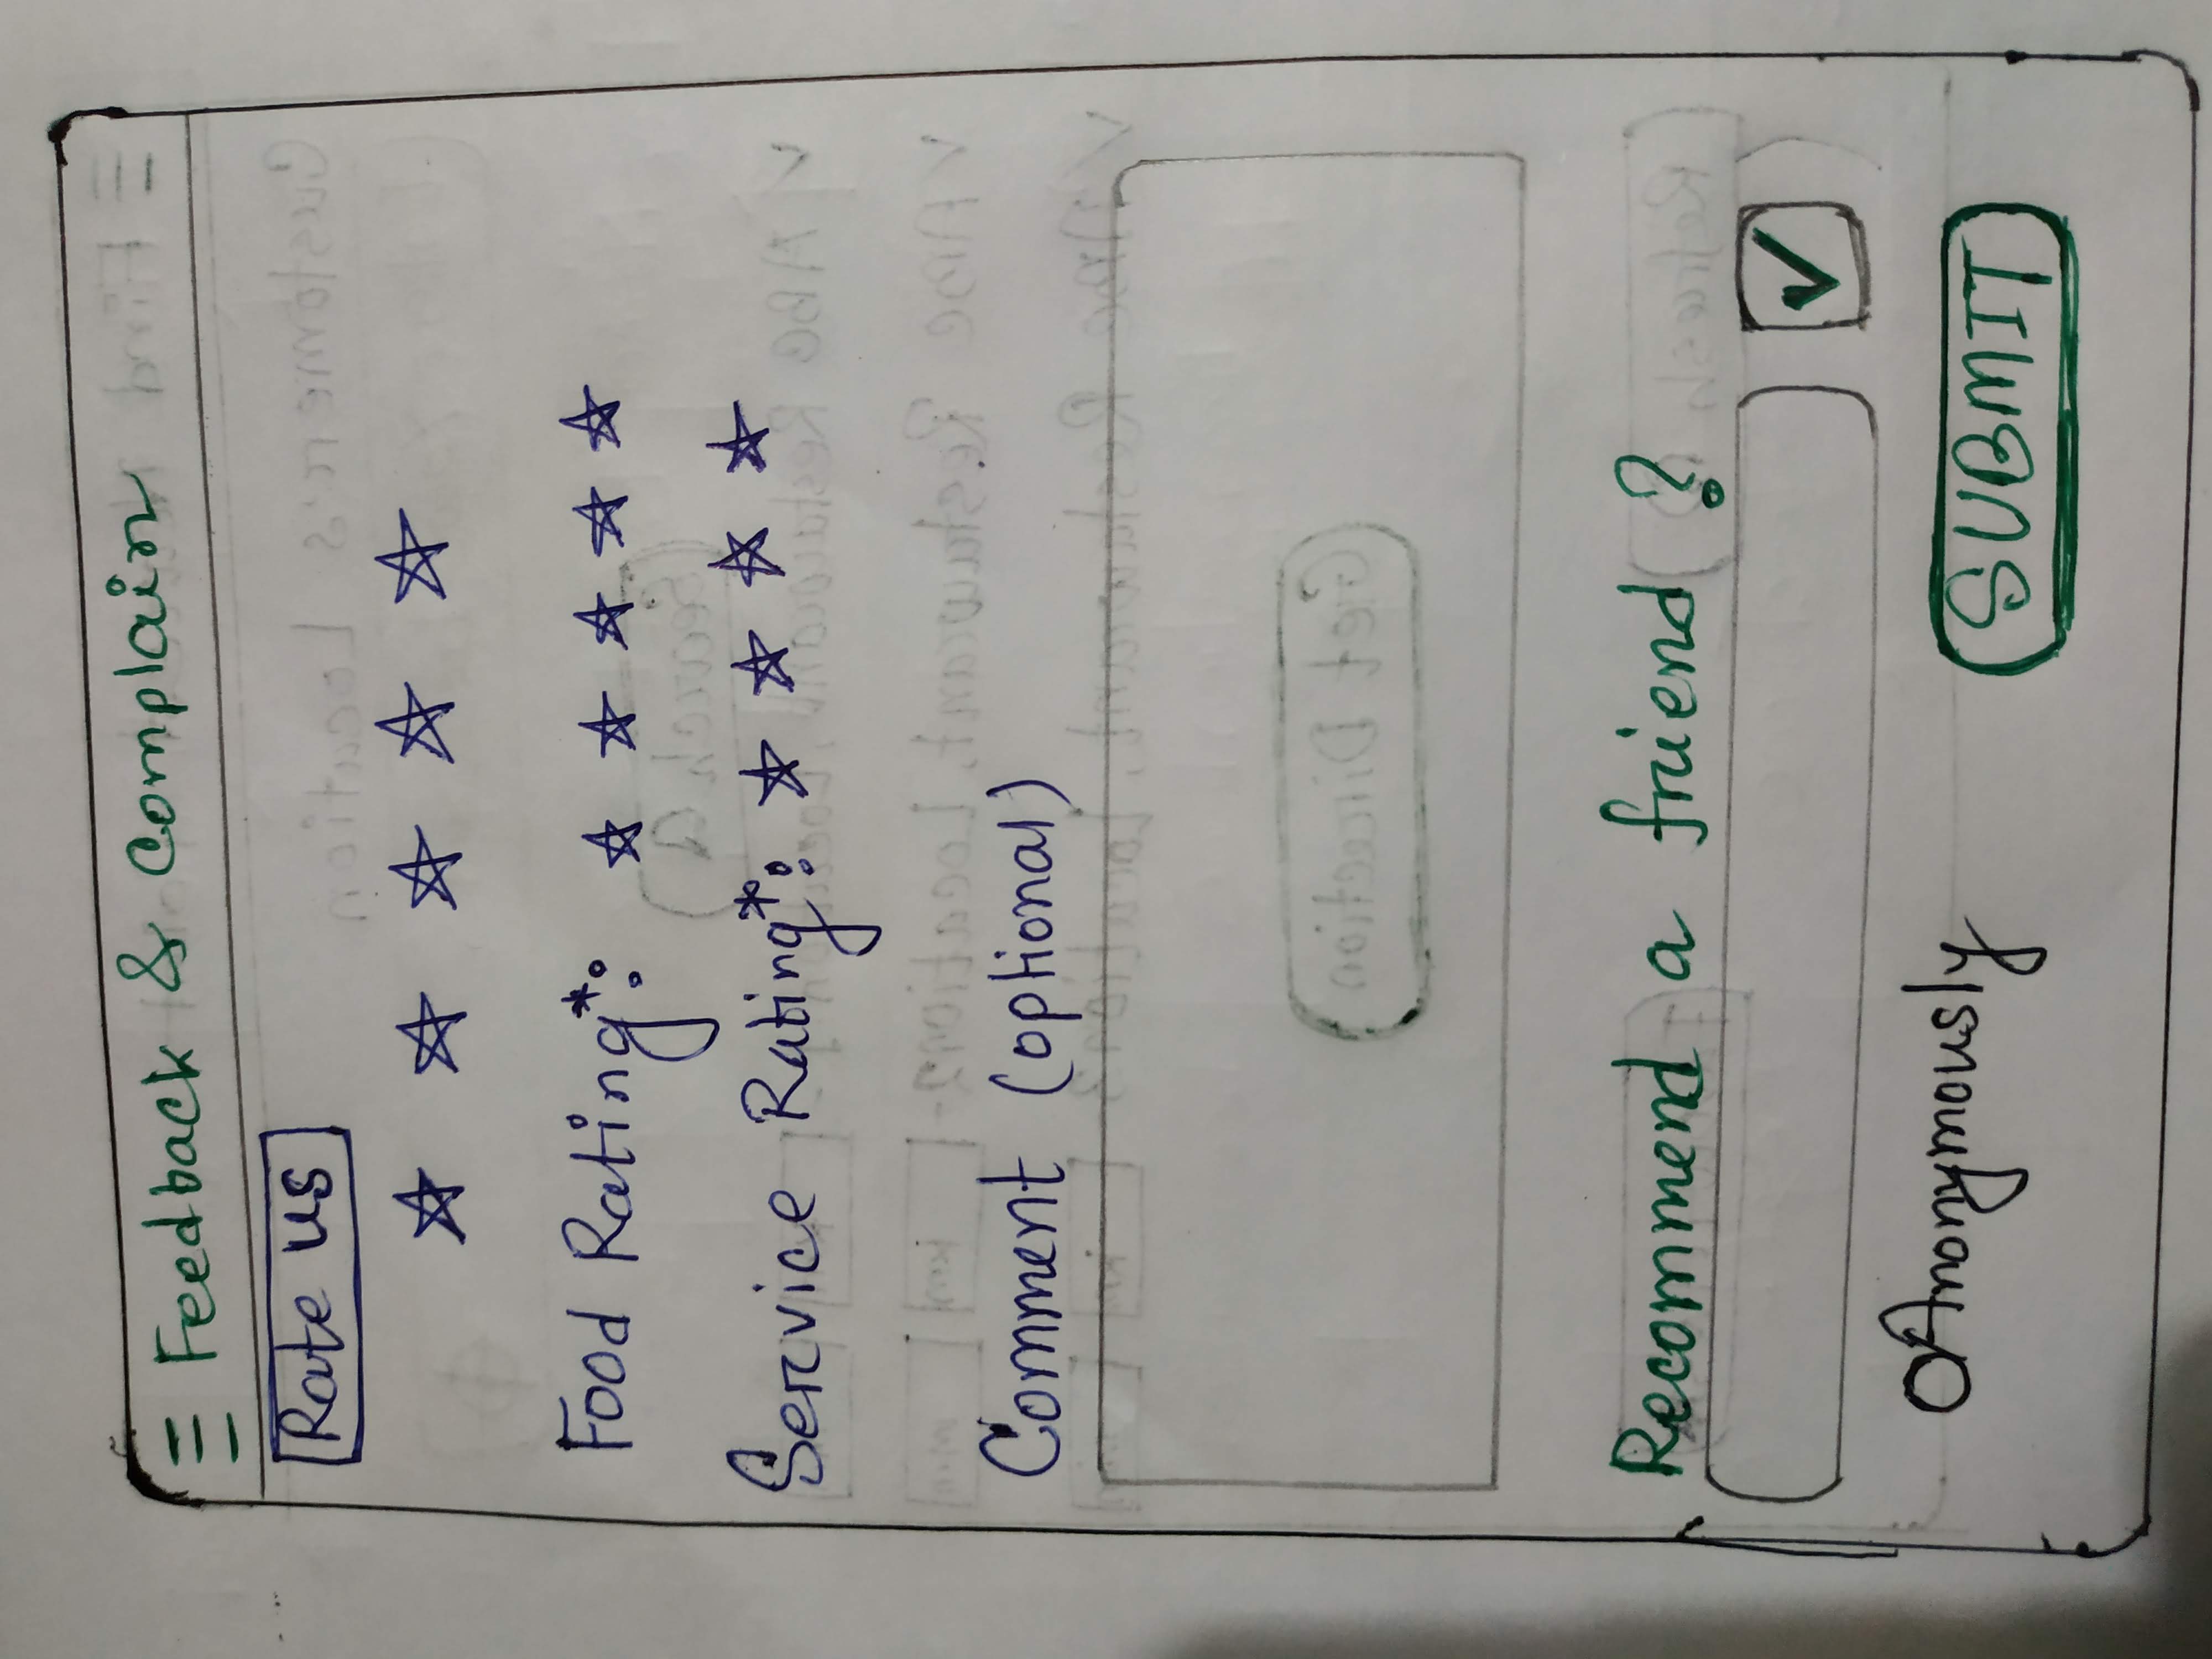 Feedback & Complain
Rate us
Food Rating*:
Service Rating*:
Comment (optional)
Recommend a friend?
Anonymously
SUBMIT